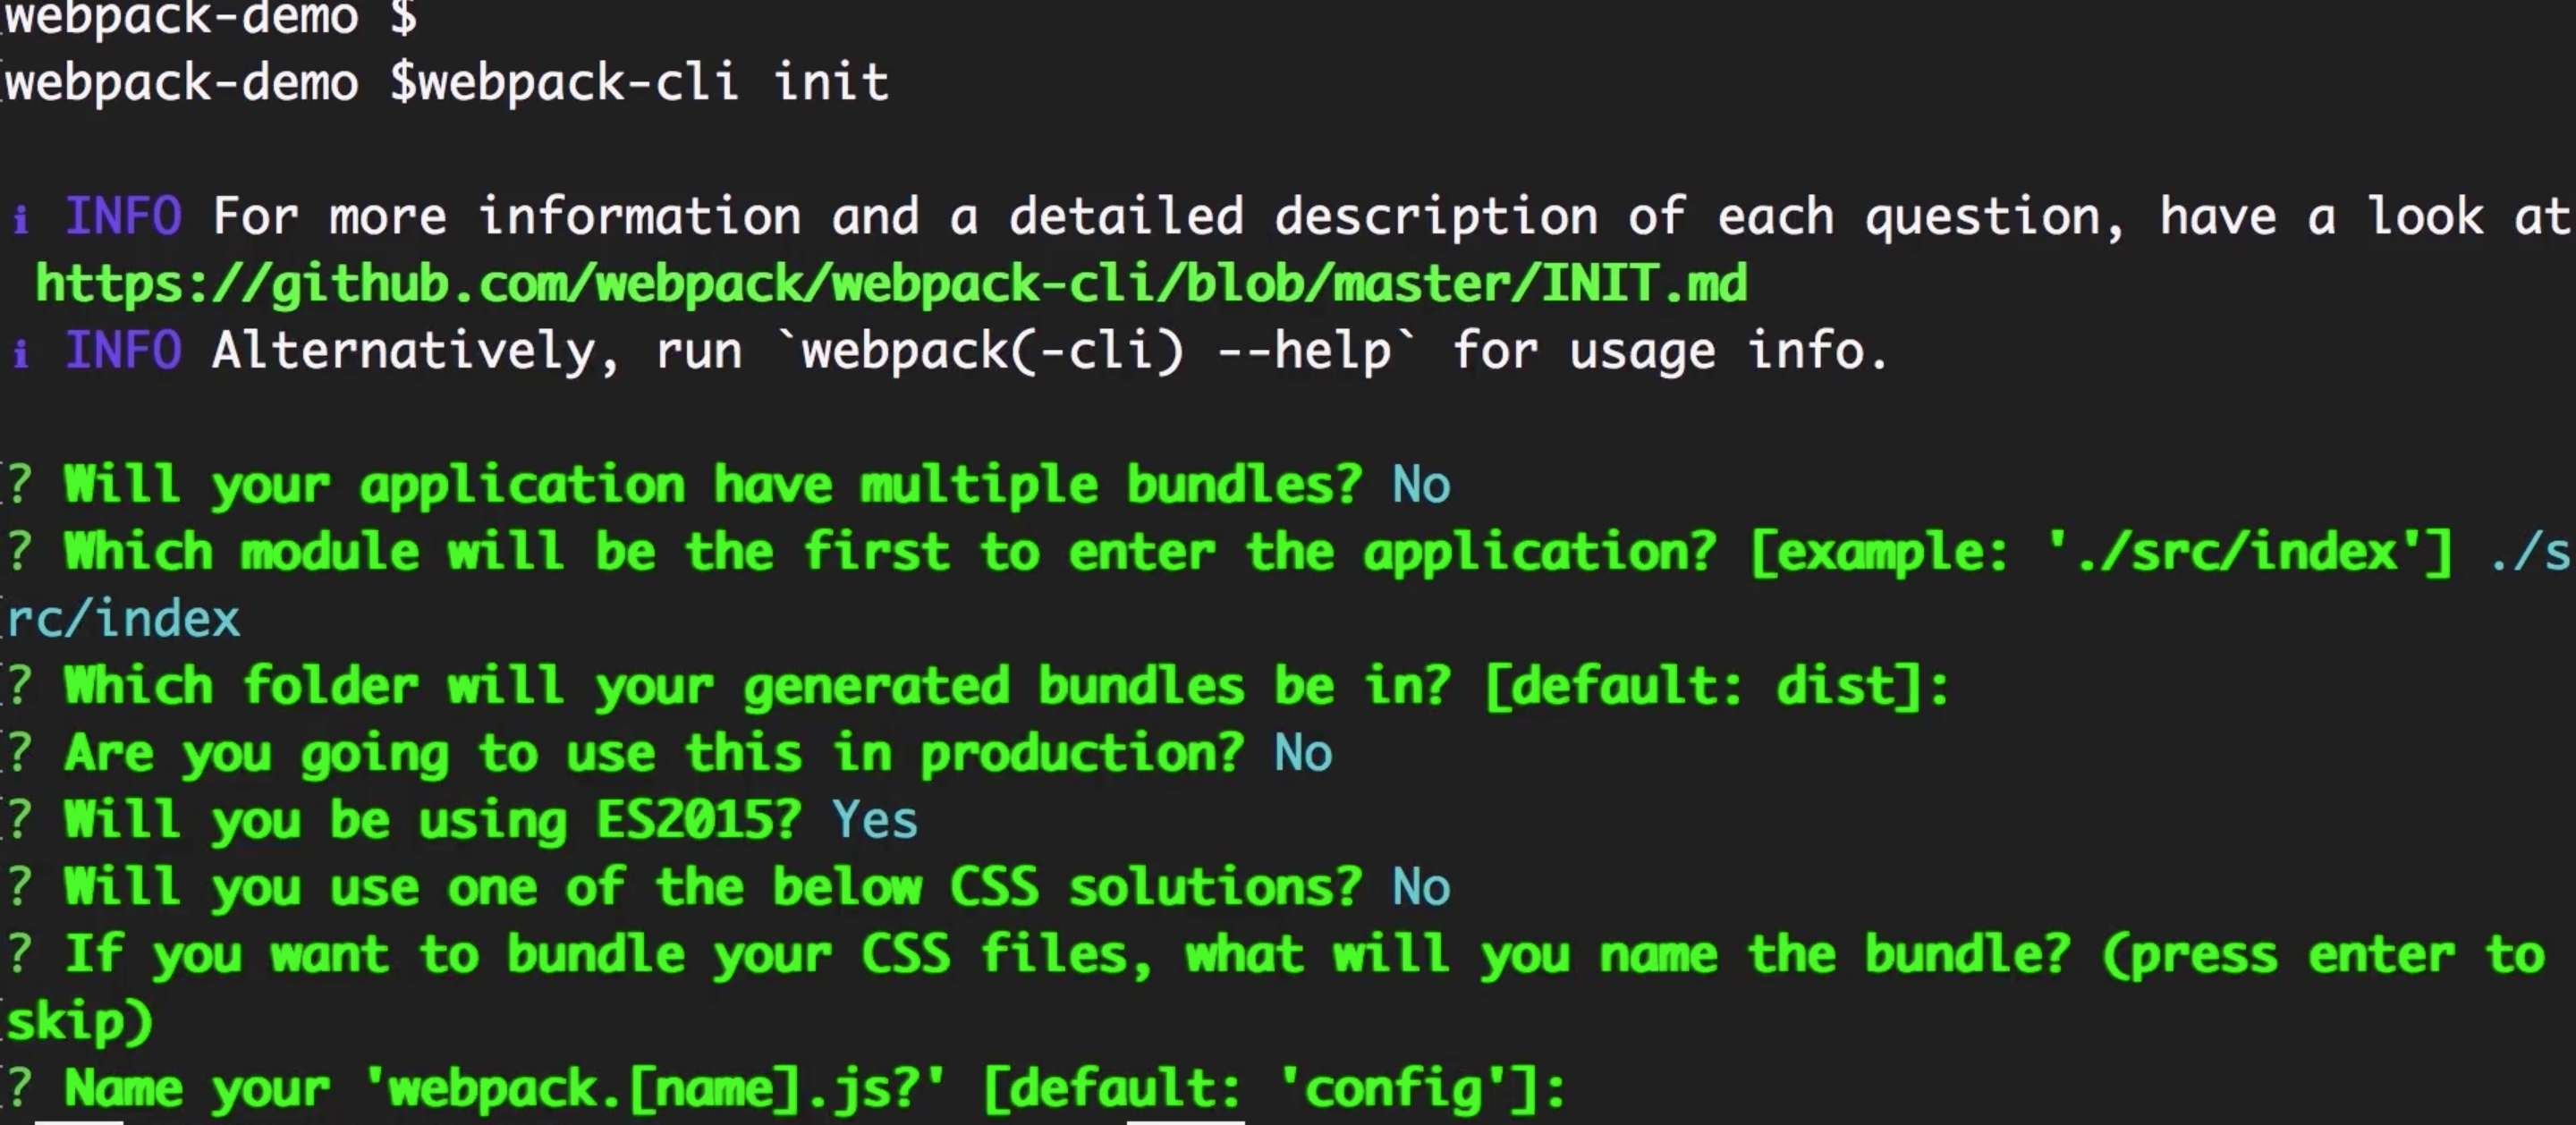 webpack-demo $
webpack-demo $webpack-cli init
i INFO For more information and a detailed description of each question, have a look at
https://github.com/webpack/webpack-cli/blob/master/INIT.md
i INFO Alternatively, run `webpack(-cli) --help` for usage info.
? Will your application have multiple bundles? No
? Which module will be the first to enter the application? [example: './src/index'] ./s
rc/index
? Which folder will your generated bundles be in? [default: dist]:
? Are you going to use this in production? No
? Will you be using ES2015? Yes
? Will you use one of the below CSS solutions? No
? If you want to bundle your CSS files, what will you name the bundle? (press enter to
skip)
? Name your 'webpack.[name].js?' [default: 'config']: